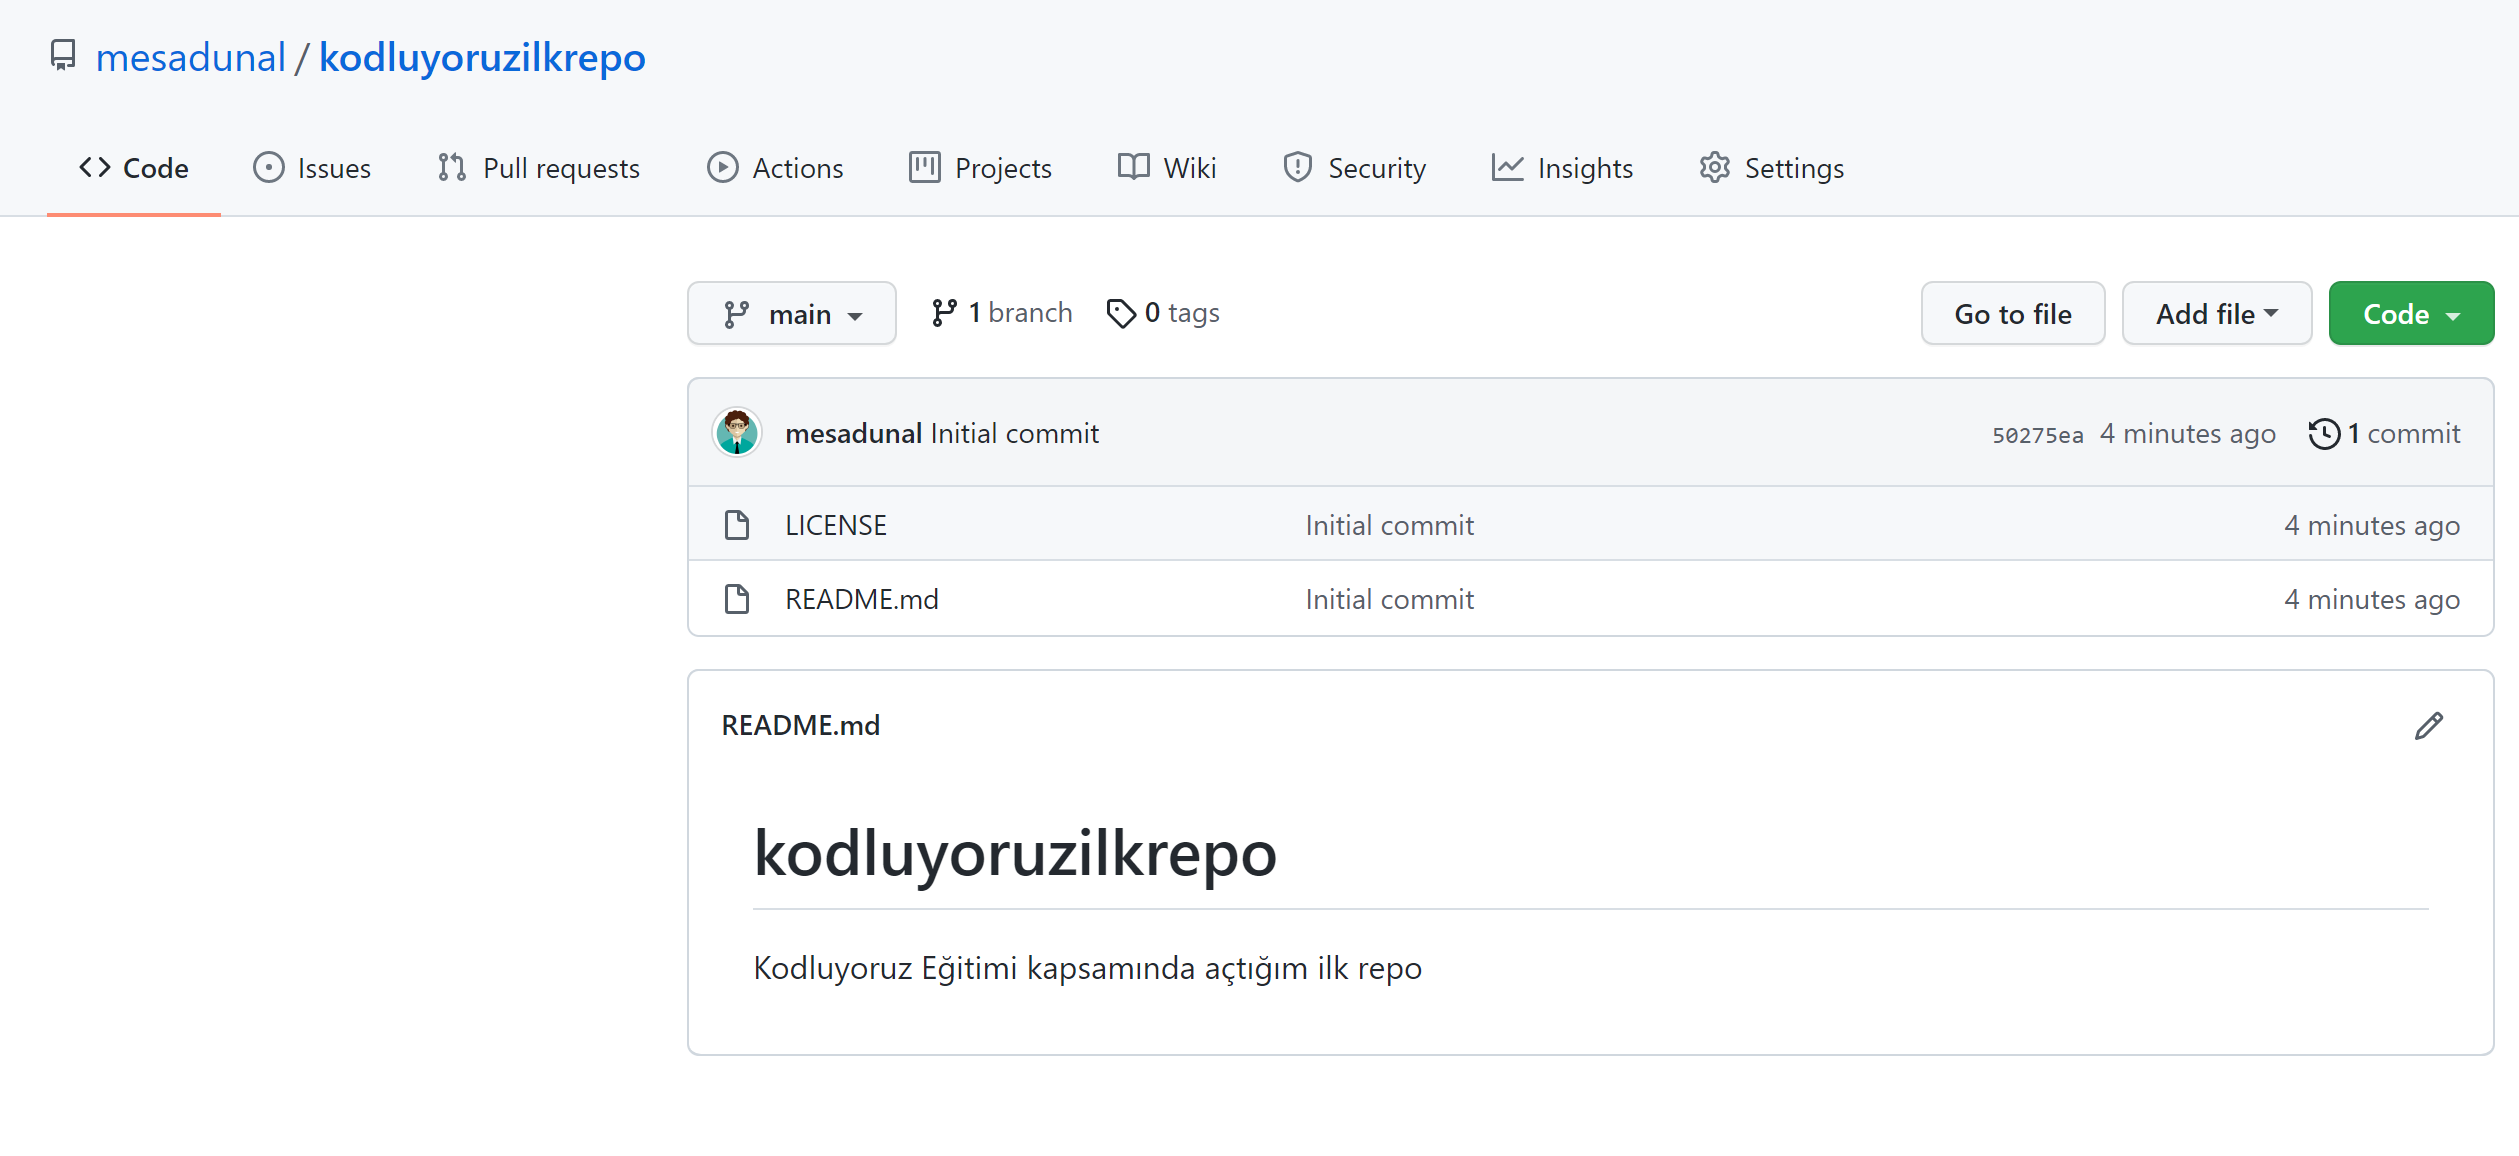 mesadunal / kodluyoruzilkrepo
Code Issues Pull requests Actions Projects Wiki Security Insights Settings
main 1 branch 0 tags Go to file Add file Code
mesadunal Initial commit 50275ea 4 minutes ago 1 commit
LICENSE Initial commit 4 minutes ago
README.md Initial commit 4 minutes ago
README.md
kodluyoruzilkrepo
Kodluyoruz Eğitimi kapsamında açtığım ilk repo